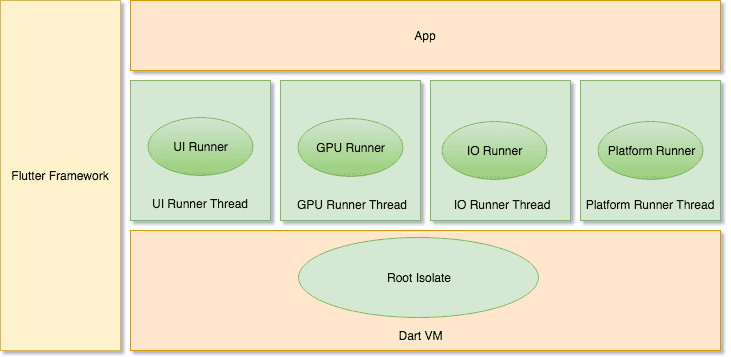 Flutter Framework
App
UI Runner
UI Runner Thread
GPU Runner
GPU Runner Thread
IO Runner
IO Runner Thread
Platform Runner
Platform Runner Thread
Root Isolate
Dart VM